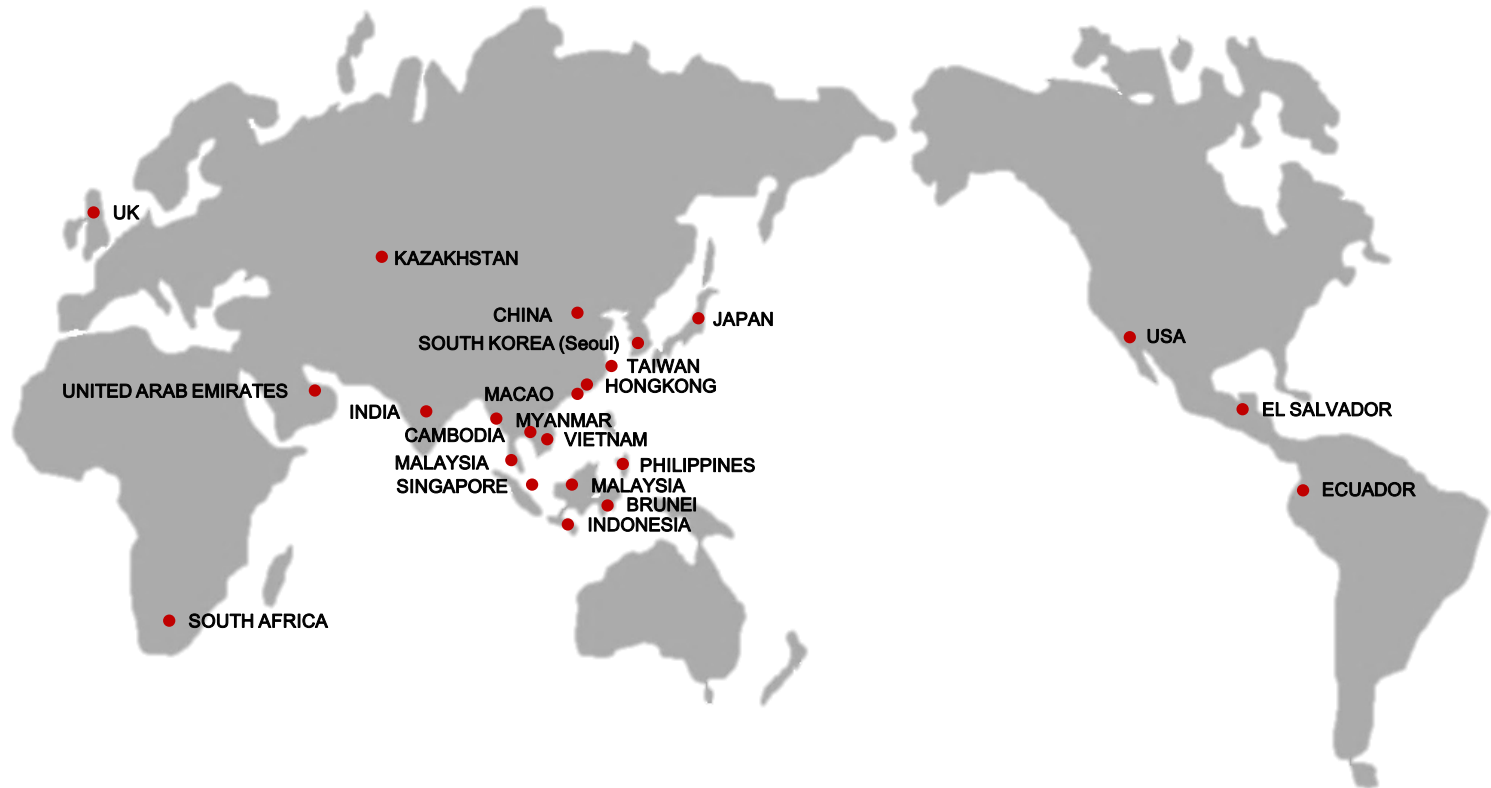 UK
KAZAKHSTAN
CHINA
JAPAN
USA
SOUTH KOREA (Seoul)
TAIWAN
HONGKONG
MACAO
UNITED ARAB EMIRATES
INDIA
EL SALVADOR
MYANMAR
CAMBODIA
VIETNAM
MALAYSIA
PHILIPPINES
SINGAPORE
MALAYSIA
ECUADOR
BRUNEI
INDONESIA
SOUTH AFRICA